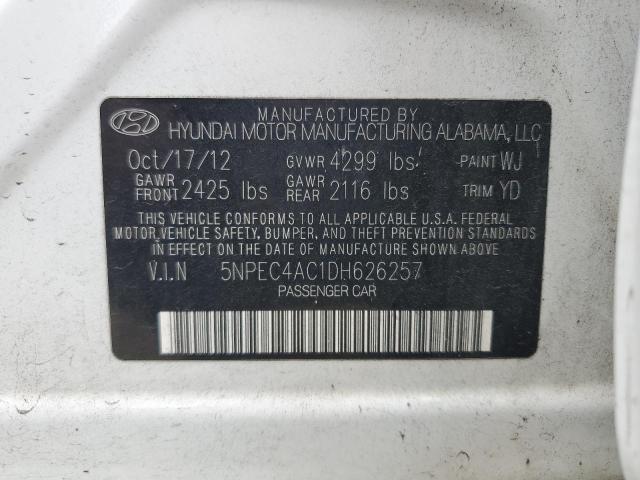 MANUFACTURED BY
HYUNDAI MOTOR MANUFACTURING ALABAMA, LLC
Oct/17/12 GVWR 4299 lbs PAINT WJ
GAWR FRONT 2425 lbs GAWR REAR 2116 lbs TRIM YD
THIS VEHICLE CONFORMS TO ALL APPLICABLE U.S.A. FEDERAL
MOTOR VEHICLE SAFETY, BUMPER, AND THEFT PREVENTION STANDARDS
IN EFFECT ON THE DATE OF MANUFACTURE SHOWN ABOVE.
V.I.N 5NPEC4AC1DH626257
PASSENGER CAR